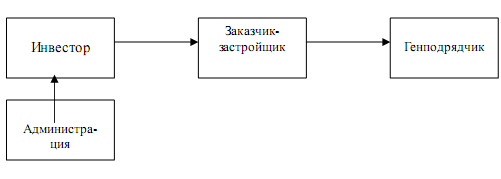 Инвестор
Заказчик-
застройщик
Генподрядчик
Администра-
ция